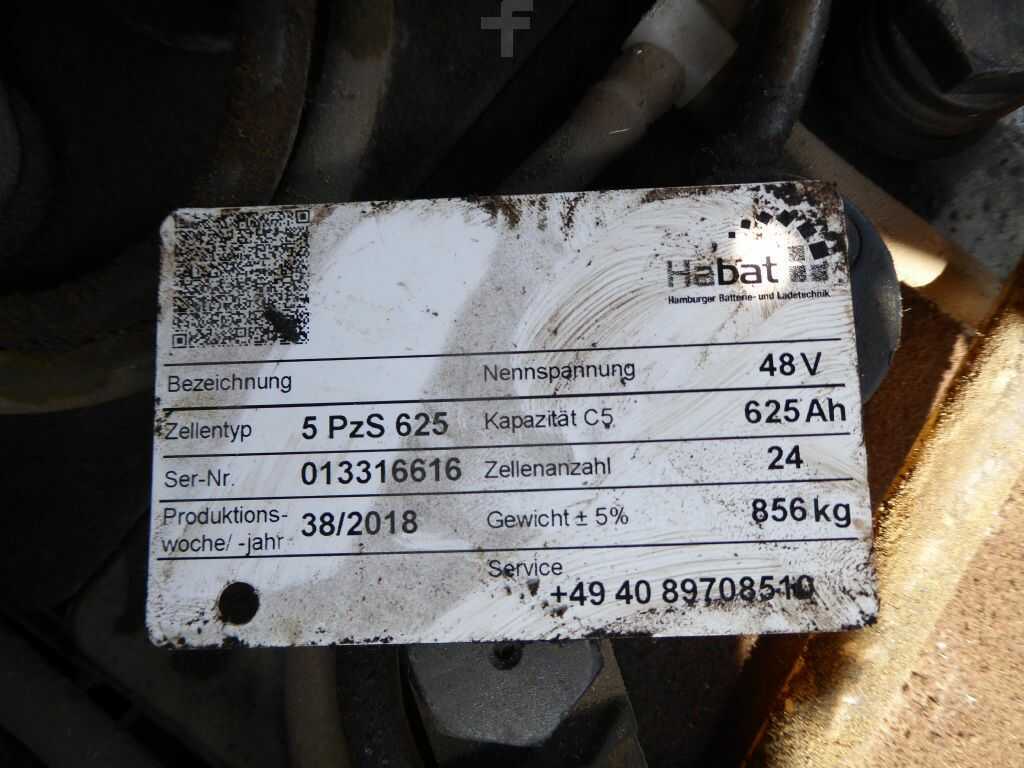 f
Habat
Hamburger Batterie- und Ladetechnik
Bezeichnung Nennspannung 48 V
Zellentyp 5 PzS 625 Kapazität C5 625 Ah
Ser-Nr. 013316616 Zellenanzahl 24
Produktions-
woche/ -jahr 38/2018 Gewicht ± 5% 856 kg
Service
+49 40 89708510